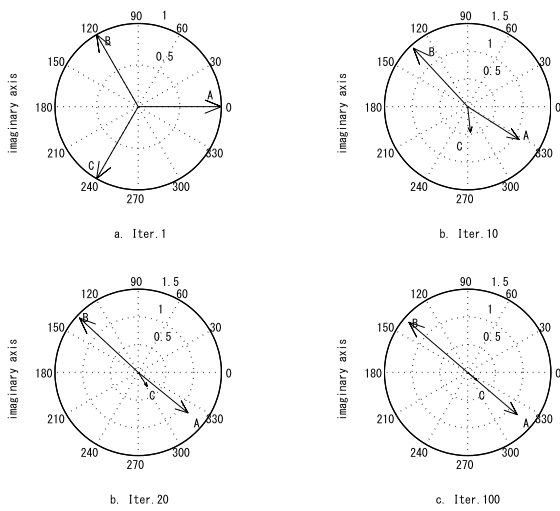 90
1
120
60
B
0.5
150
30
A
180
0
imaginary axis
210
330
C
240
300
270
a. Iter.1
90
1.5
120
60
B
1
0.5
150
30
180
0
imaginary axis
A
C
210
330
240
300
270
b. Iter.10
90
1.5
120
60
B
1
150
30
0.5
180
0
imaginary axis
C
A
210
330
240
300
270
b. Iter.20
90
1.5
120
60
B
1
150
30
0.5
180
0
imaginary axis
C
A
210
330
240
300
270
c. Iter.100